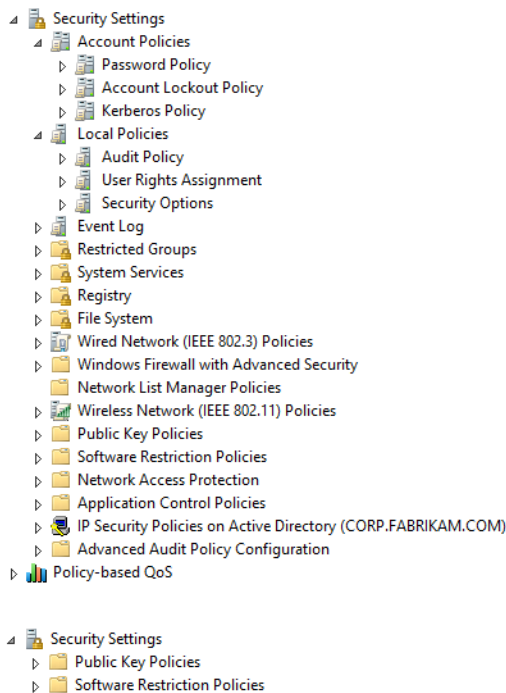 Security Settings
Account Policies
Password Policy
Account Lockout Policy
Kerberos Policy
Local Policies
Audit Policy
User Rights Assignment
Security Options
Event Log
Restricted Groups
System Services
Registry
File System
Wired Network (IEEE 802.3) Policies
Windows Firewall with Advanced Security
Network List Manager Policies
Wireless Network (IEEE 802.11) Policies
Public Key Policies
Software Restriction Policies
Network Access Protection
Application Control Policies
IP Security Policies on Active Directory (CORP.FABRIKAM.COM)
Advanced Audit Policy Configuration
Policy-based QoS
Security Settings
Public Key Policies
Software Restriction Policies